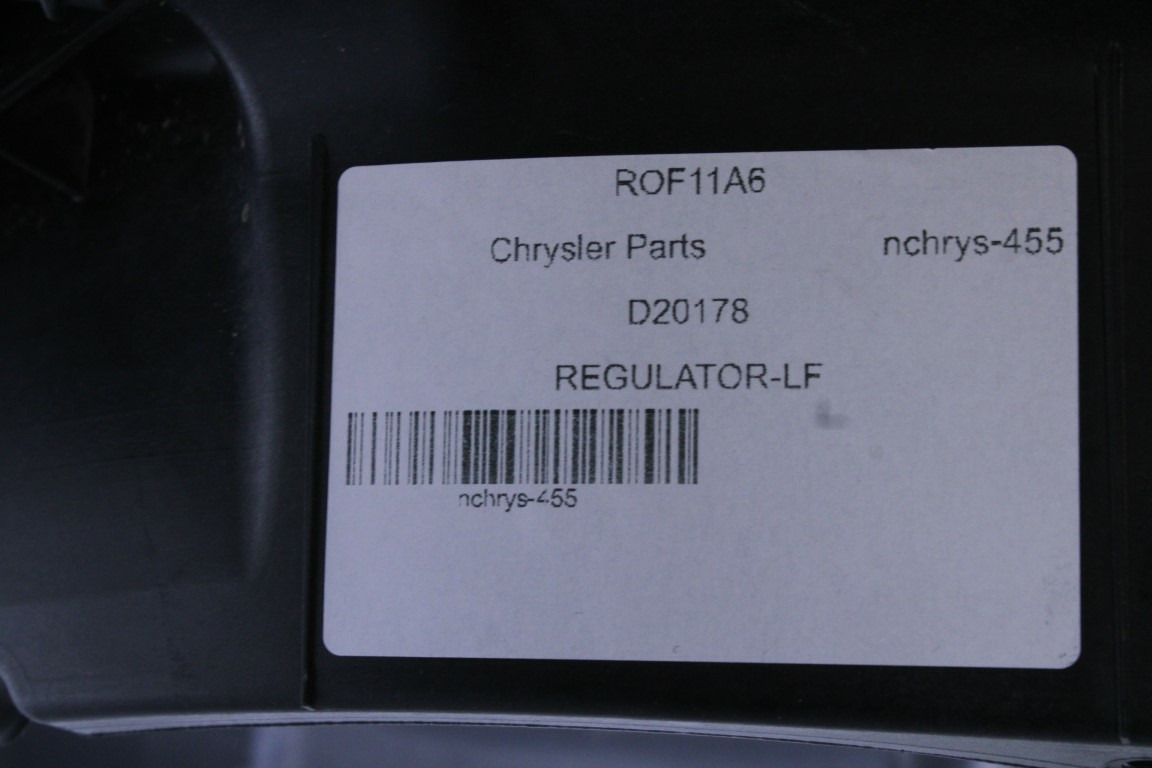 ROF11A6
Chrysler Parts nchrys-455
D20178
REGULATOR-LF
nchrys-455